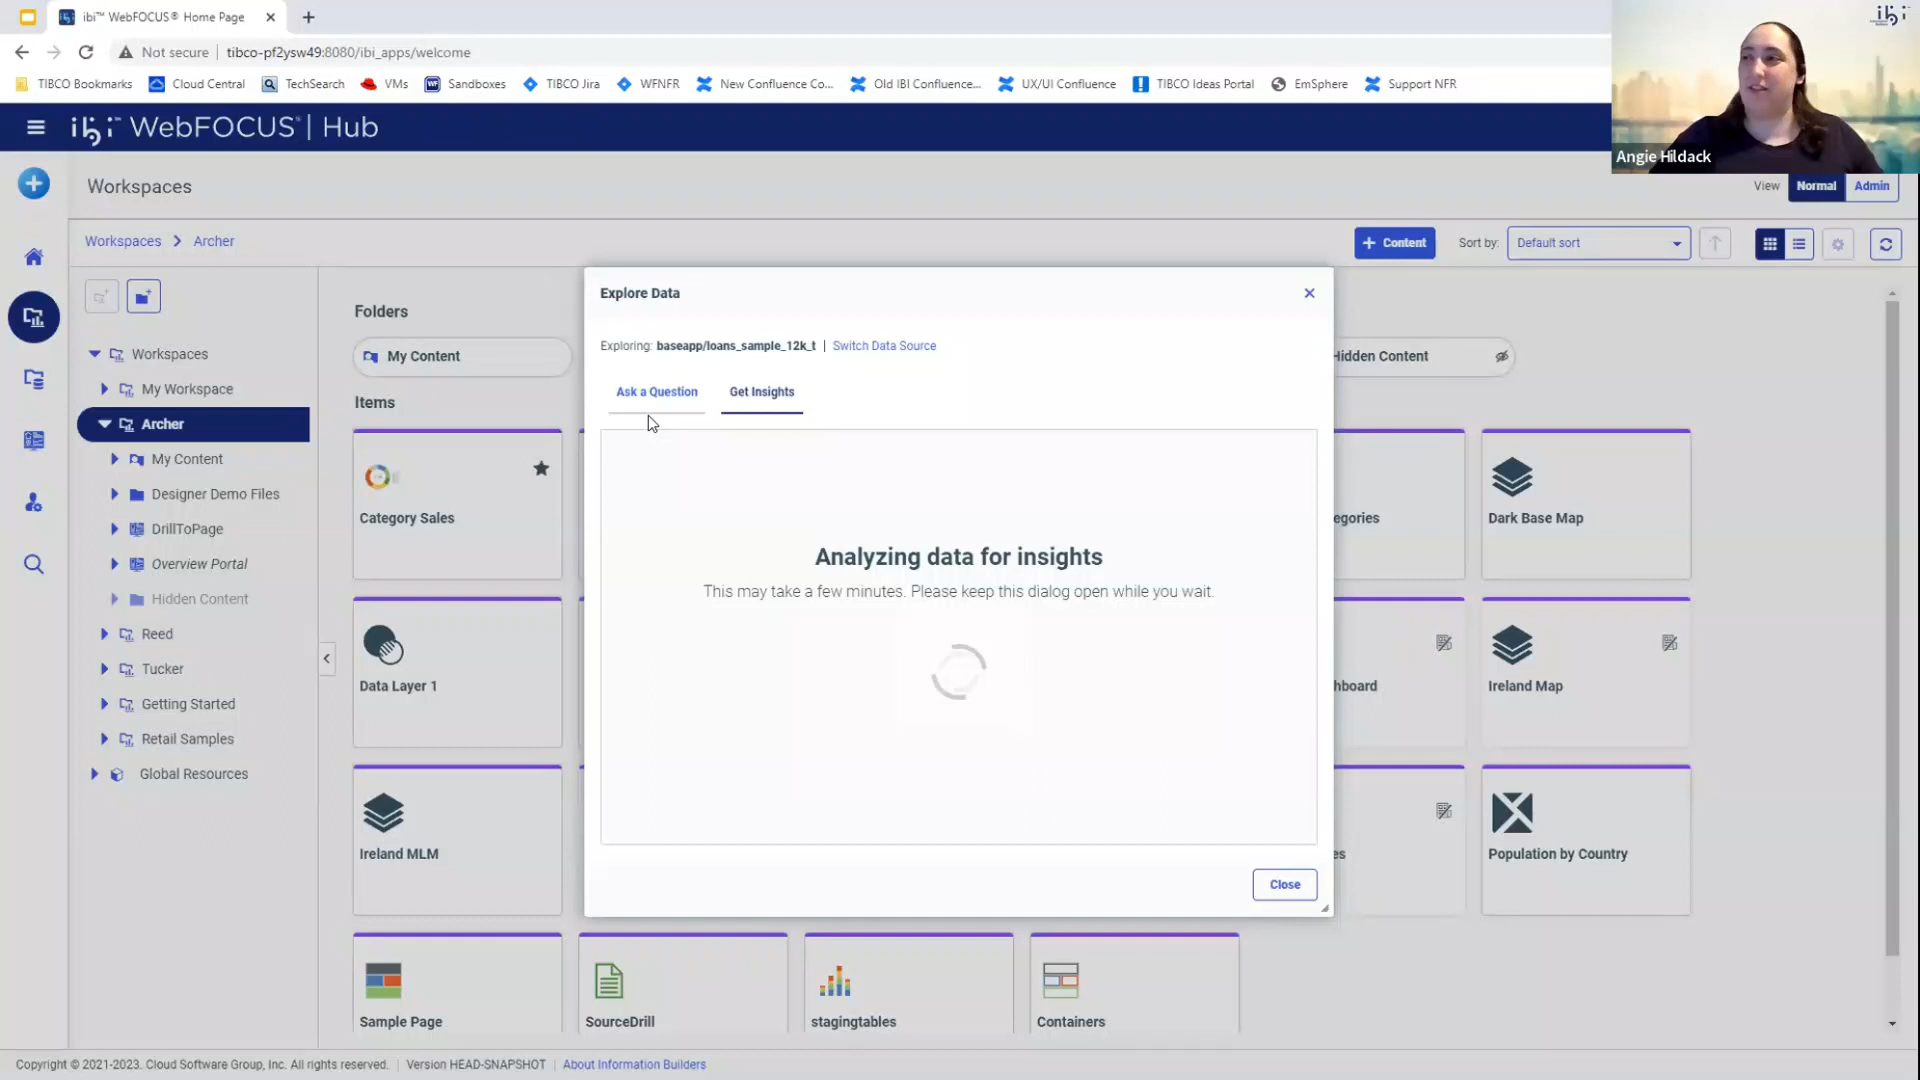 ibi™ WebFOCUS® Home Page
Not secure | tibco-pf2ysw49:8080/ibi_apps/welcome
TIBCO Bookmarks Cloud Central TechSearch VMs Sandboxes TIBCO Jira WFNFR New Confluence Co... Old IBI Confluence... UX/UI Confluence TIBCO Ideas Portal EmSphere Support NFR
ibi™ WebFOCUS® | Hub
ibi
Angie Hildack
Workspaces
View Normal Admin
Workspaces > Archer
+ Content Sort by: Default sort
Workspaces
My Workspace
Archer
My Content
Designer Demo Files
DrillToPage
Overview Portal
Hidden Content
Reed
Tucker
Getting Started
Retail Samples
Global Resources
Folders
My Content
Hidden Content
Items
Category Sales
egories
Dark Base Map
Data Layer 1
hboard
Ireland Map
Ireland MLM
es
Population by Country
Sample Page
SourceDrill
stagingtables
Containers
Explore Data
Exploring: baseapp/loans_sample_12k_t | Switch Data Source
Ask a Question Get Insights
Analyzing data for insights
This may take a few minutes. Please keep this dialog open while you wait.
Close
Copyright © 2021-2023. Cloud Software Group, Inc. All rights reserved. | Version HEAD-SNAPSHOT | About Information Builders